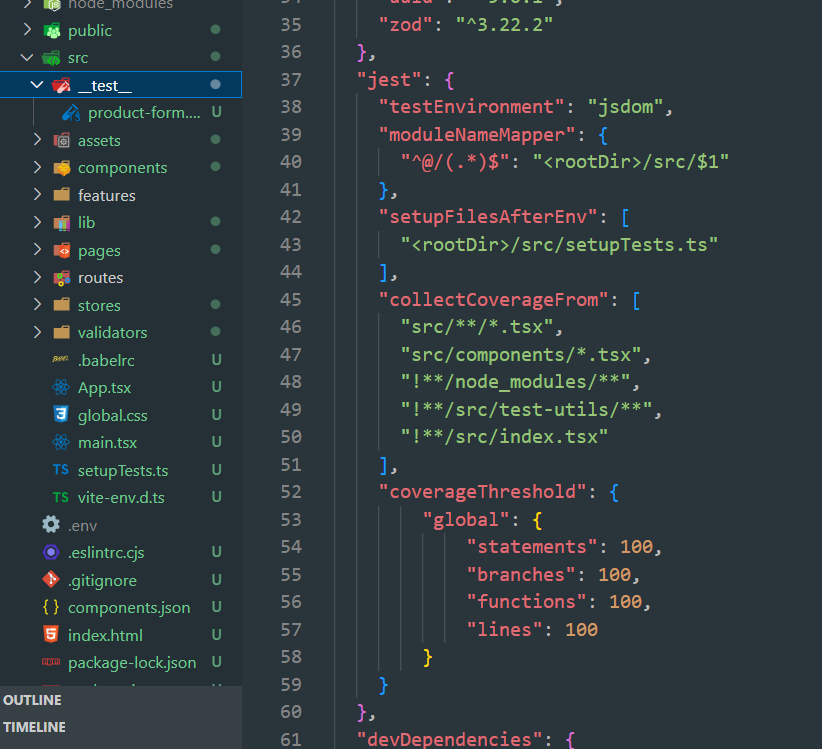 node_modules
public
src
__test__
product-form.... U
assets
components
features
lib
pages
routes
stores
validators
.babelrc U
App.tsx U
global.css U
main.tsx U
TS setupTests.ts U
TS vite-env.d.ts U
.env
.eslintrc.cjs U
.gitignore U
{ } components.json U
index.html U
package-lock.json U
OUTLINE
TIMELINE
35 "zod": "^3.22.2"
36 },
37 "jest": {
38 "testEnvironment": "jsdom",
39 "moduleNameMapper": {
40 "^@/(.*)$": "<rootDir>/src/$1"
41 },
42 "setupFilesAfterEnv": [
43 "<rootDir>/src/setupTests.ts"
44 ],
45 "collectCoverageFrom": [
46 "src/**/*.tsx",
47 "src/components/*.tsx",
48 "!**/node_modules/**",
49 "!**/src/test-utils/**",
50 "!**/src/index.tsx"
51 ],
52 "coverageThreshold": {
53 "global": {
54 "statements": 100,
55 "branches": 100,
56 "functions": 100,
57 "lines": 100
58 }
59 }
60 },
61 "devDependencies": {